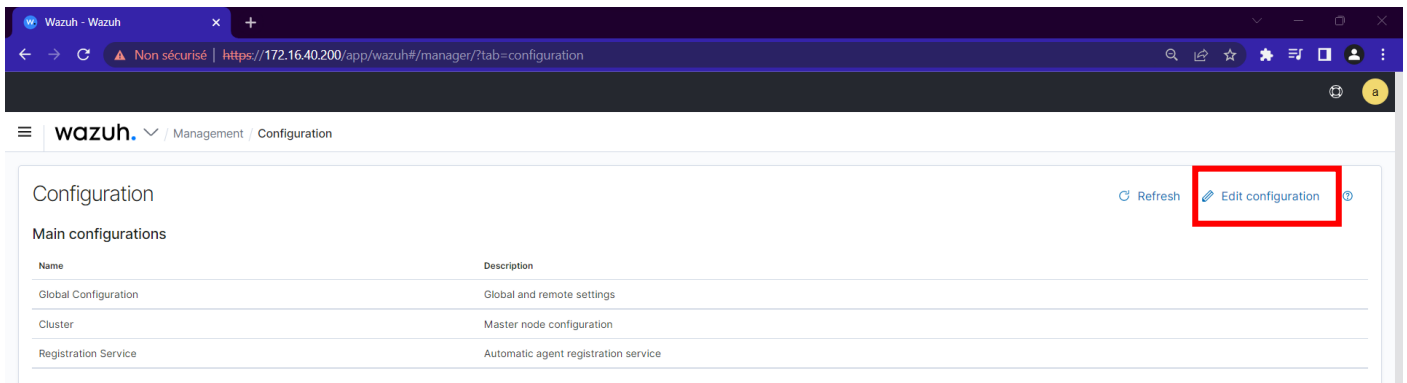 Wazuh - Wazuh
Non sécurisé | https://172.16.40.200/app/wazuh#/manager/?tab=configuration
a
wazuh. / Management / Configuration
Configuration
Refresh
Edit configuration
Main configurations
Name Description
Global Configuration Global and remote settings
Cluster Master node configuration
Registration Service Automatic agent registration service